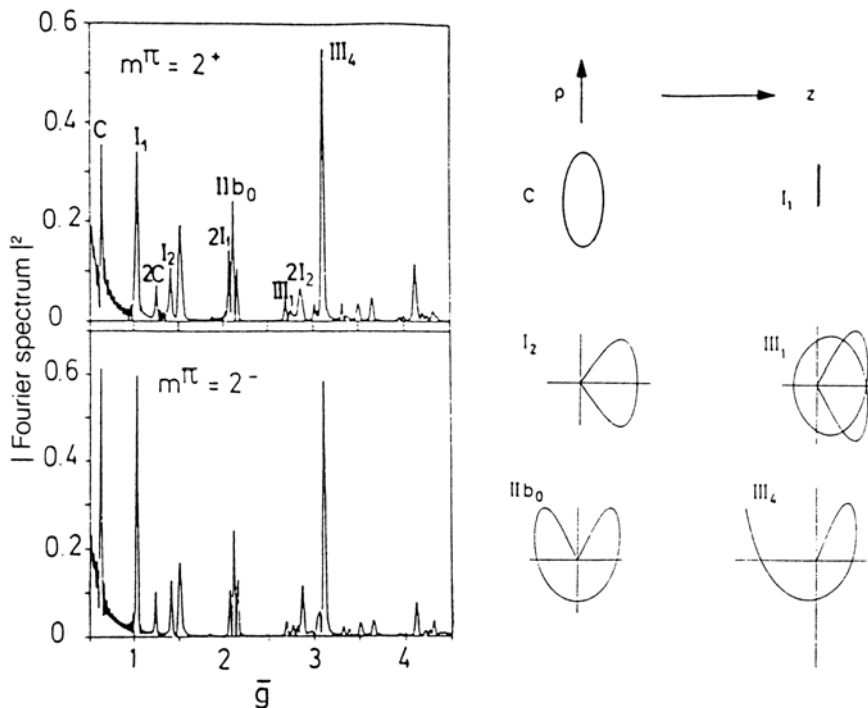 | Fourier spectrum |²
0.6
0.4
0.2
0
m^π = 2⁺
C
I₁
2C
I₂
2I₁
IIb₀
III₁
2I₂
III₄
0.6
0.4
0.2
0
m^π = 2⁻
1
2
3
4
g̅
ρ
z
C
I₁
I₂
III₁
IIb₀
III₄